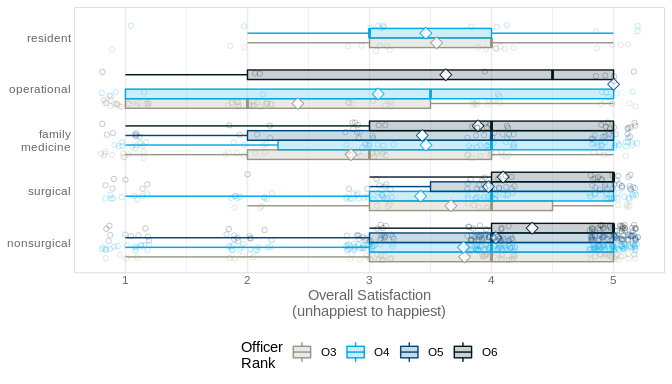 resident
operational
family
medicine
surgical
nonsurgical
1 2 3 4 5
Overall Satisfaction
(unhappiest to happiest)
Officer
Rank
O3 O4 O5 O6